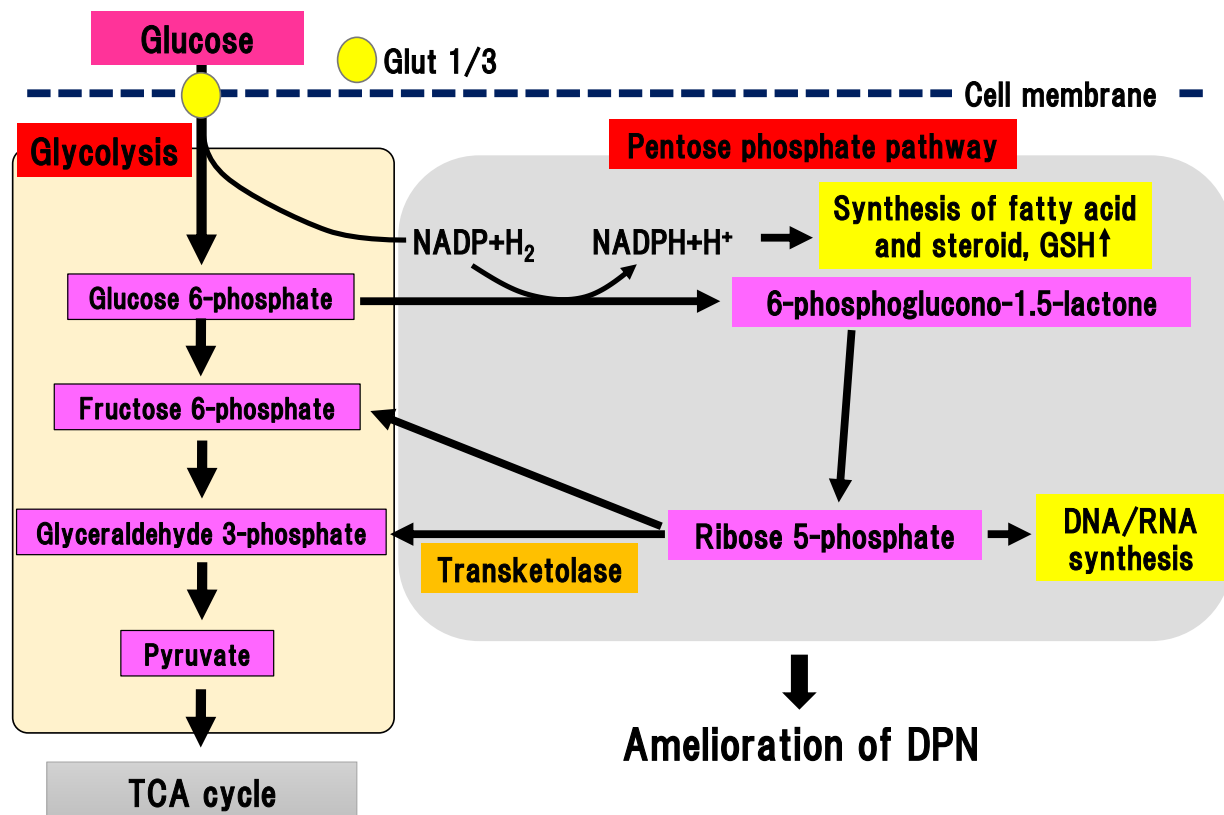 Glucose
Glut 1/3
Cell membrane
Glycolysis
Pentose phosphate pathway
Synthesis of fatty acid
and steroid, GSH↑
NADP+H₂
NADPH+H⁺
Glucose 6-phosphate
6-phosphoglucono-1.5-lactone
Fructose 6-phosphate
Glyceraldehyde 3-phosphate
Ribose 5-phosphate
DNA/RNA
synthesis
Transketolase
Pyruvate
Amelioration of DPN
TCA cycle